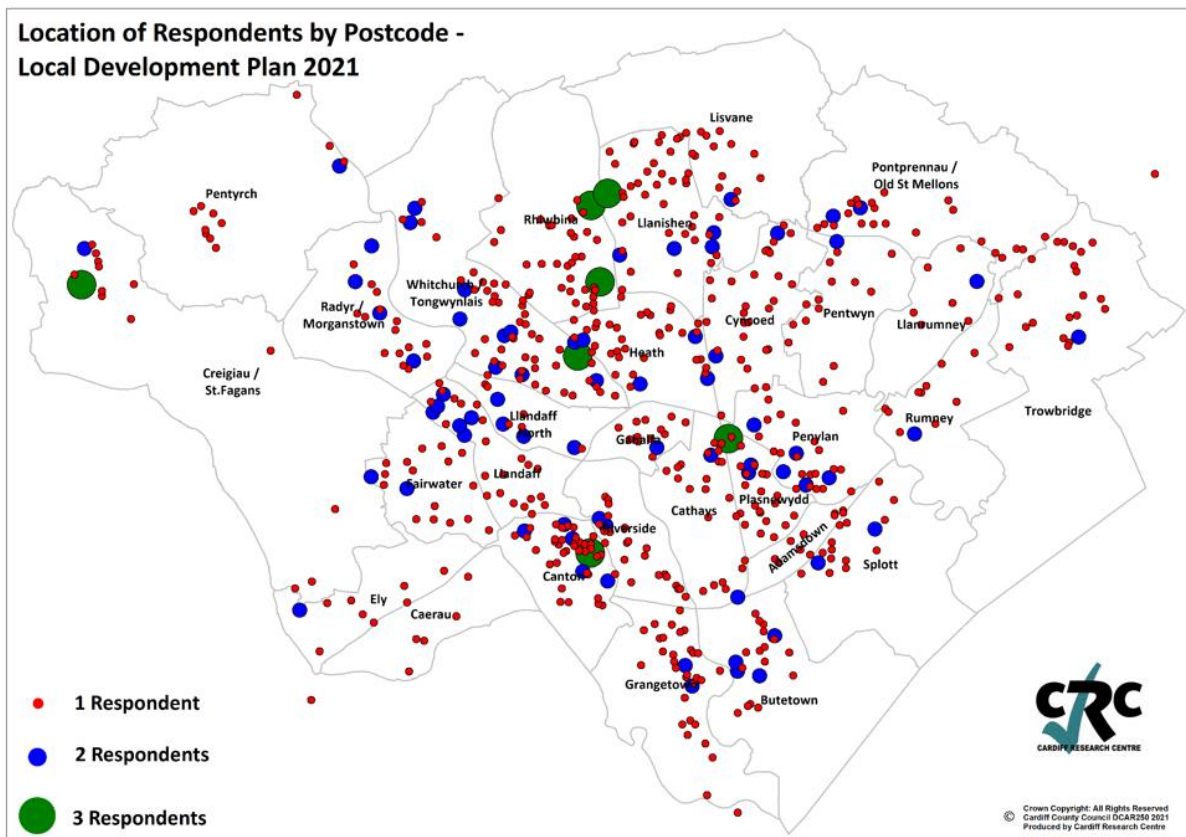 Location of Respondents by Postcode -
Local Development Plan 2021
Lisvane
Pontprennau /
Old St Mellons
Pentyrch
Rhiwbina
Llanishen
Whitchurch /
Tongwynlais
Radyr /
Morganstown
Cyncoed
Pentwyn
Llanrumney
Heath
Creigiau /
St.Fagans
Llandaff
North
Gabalfa
Penylan
Rumney
Trowbridge
Fairwater
Llandaff
Plasnewydd
Cathays
Riverside
Adamsdown
Splott
Canton
Ely
Caerau
Grangetown
Butetown
1 Respondent
2 Respondents
3 Respondents
CRC
CARDIFF RESEARCH CENTRE
© Crown Copyright: All Rights Reserved
Cardiff County Council DCAR250 2021
Produced by Cardiff Research Centre